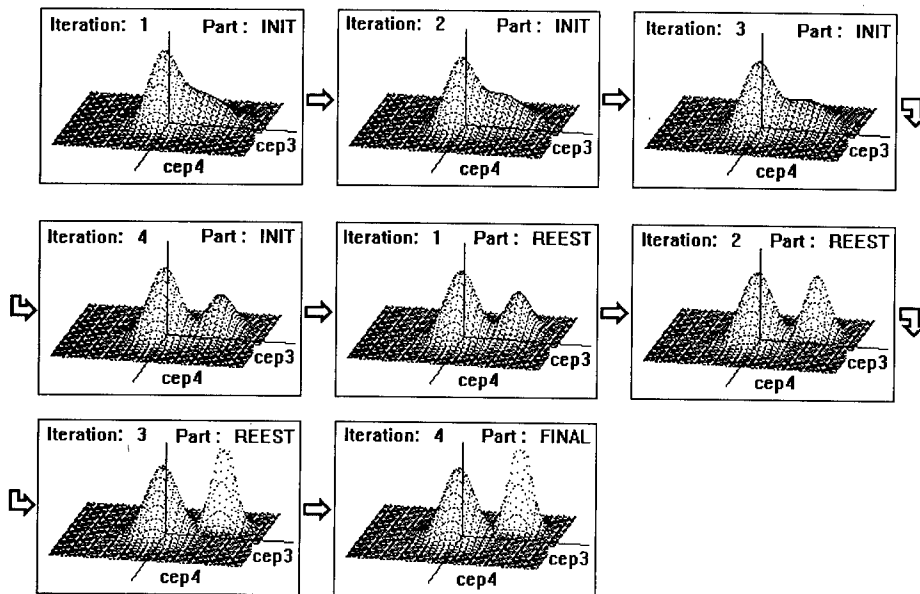 Iteration: 1 Part: INIT
cep3
cep4
Iteration: 2 Part: INIT
cep3
cep4
Iteration: 3 Part: INIT
cep3
cep4
Iteration: 4 Part: INIT
cep3
cep4
Iteration: 1 Part: REEST
cep3
cep4
Iteration: 2 Part: REEST
cep3
cep4
Iteration: 3 Part: REEST
cep3
cep4
Iteration: 4 Part: FINAL
cep3
cep4